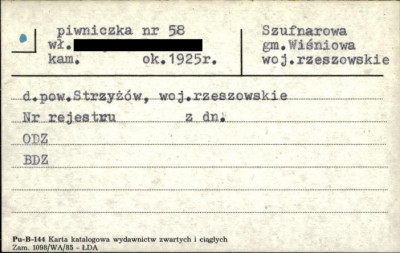 piwniczka nr 58
Szufnarowa
wł.
gm.Wiśniowa
kam. ok.1925r.
woj.rzeszowskie
d.pow.Strzyżów, woj.rzeszowskie
Nr rejestru z dn.
ODZ
BDZ
Pu-B-144 Karta katalogowa wydawnictw zwartych i ciągłych
Zam. 1098/WA/85 - ŁDA